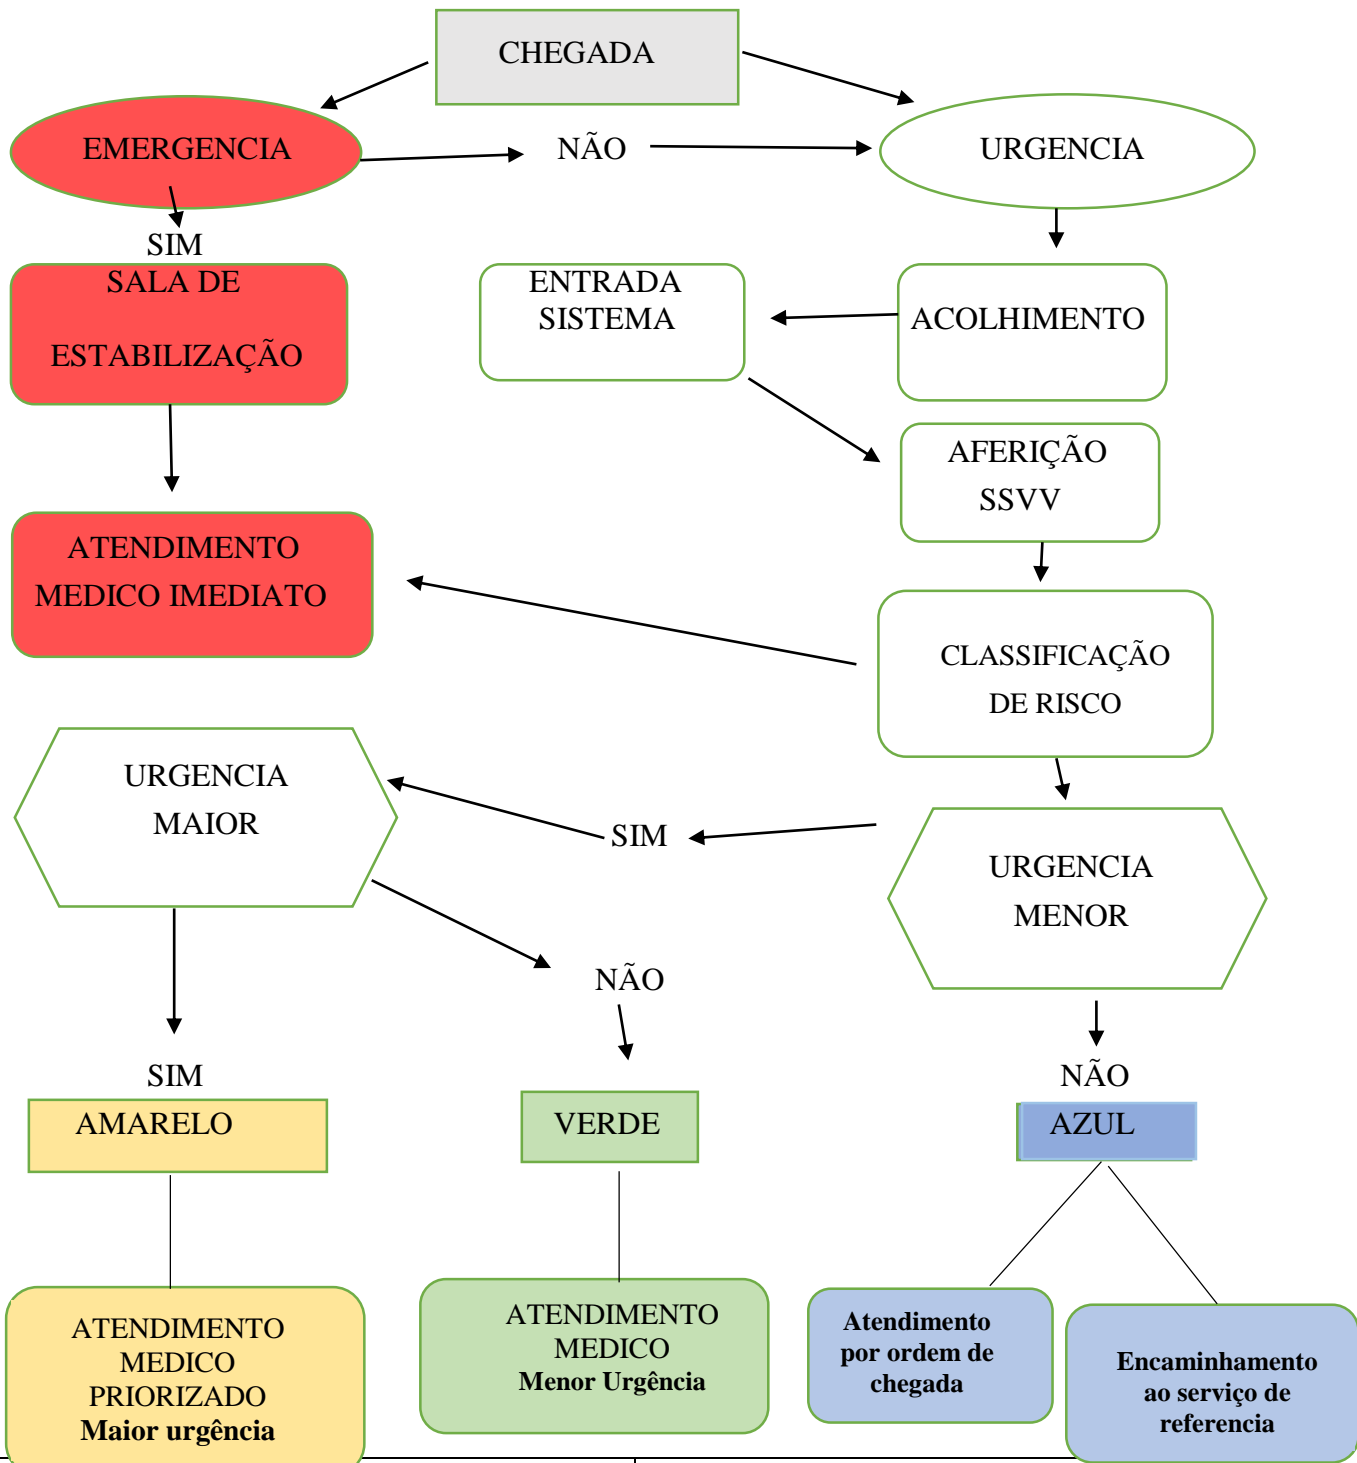 CHEGADA
EMERGENCIA
NÃO
URGENCIA
SIM
SALA DE
ESTABILIZAÇÃO
ENTRADA
SISTEMA
ACOLHIMENTO
AFERIÇÃO
SSVV
ATENDIMENTO
MEDICO IMEDIATO
CLASSIFICAÇÃO
DE RISCO
URGENCIA
MAIOR
SIM
URGENCIA
MENOR
NÃO
SIM
NÃO
AMARELO
VERDE
AZUL
ATENDIMENTO
MEDICO
PRIORIZADO
Maior urgência
ATENDIMENTO
MEDICO
Menor Urgência
Atendimento
por ordem de
chegada
Encaminhamento
ao serviço de
referencia